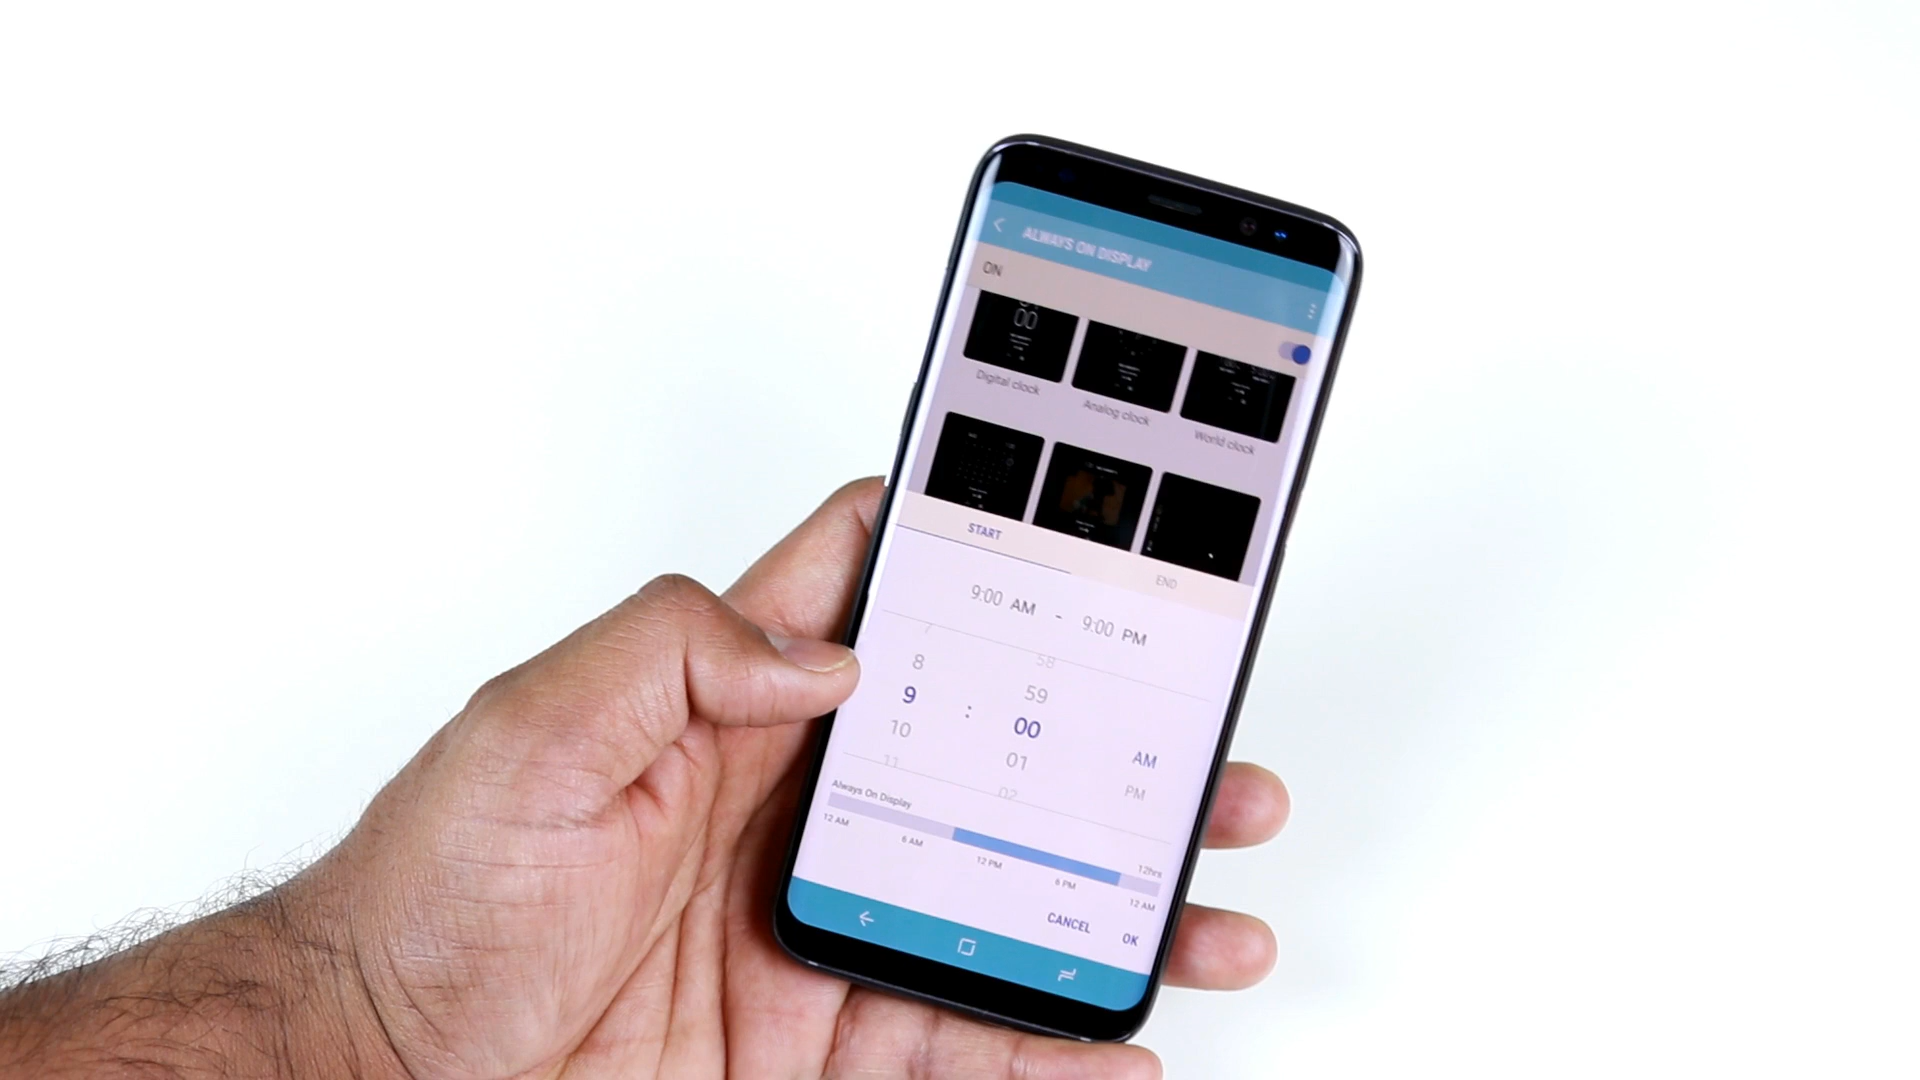 ALWAYS ON DISPLAY
ON
00
Digital clock
Analog clock
World clock
START
END
9:00 AM - 9:00 PM
7
8 58
9 : 59
10 00
11 01 AM
02 PM
Always On Display
12hrs
12 AM 6 AM 12 PM 6 PM 12 AM
CANCEL OK